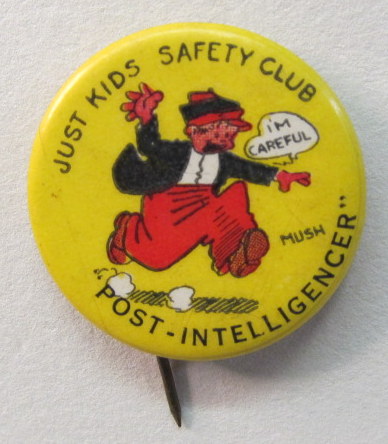 JUST KIDS SAFETY CLUB
I'M
CAREFUL
MUSH
"POST-INTELLIGENCER"